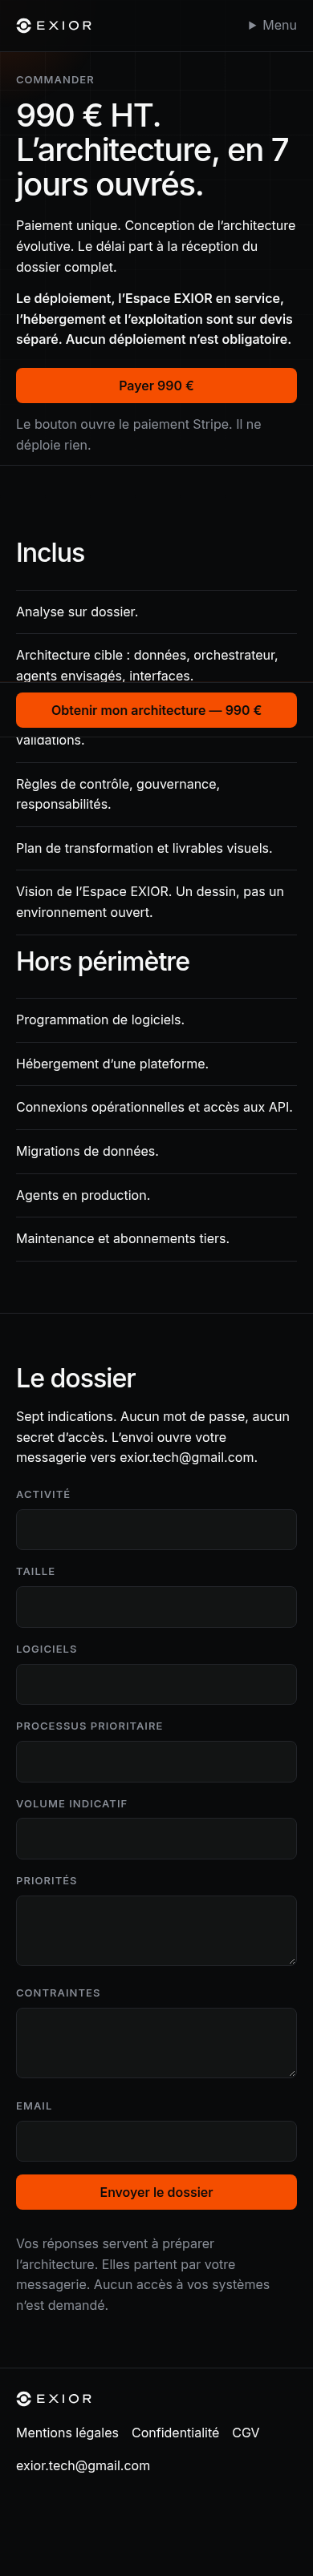 EXIOR
Menu
COMMANDER
990 € HT.
L’architecture, en 7
jours ouvrés.
Paiement unique. Conception de l’architecture
évolutive. Le délai part à la réception du
dossier complet.
Le déploiement, l’Espace EXIOR en service,
l’hébergement et l’exploitation sont sur devis
séparé. Aucun déploiement n’est obligatoire.
Payer 990 €
Le bouton ouvre le paiement Stripe. Il ne
déploie rien.
Inclus
Analyse sur dossier.
Architecture cible : données, orchestrateur,
agents envisagés, interfaces.
Obtenir mon architecture — 990 €
validations.
Règles de contrôle, gouvernance,
responsabilités.
Plan de transformation et livrables visuels.
Vision de l’Espace EXIOR. Un dessin, pas un
environnement ouvert.
Hors périmètre
Programmation de logiciels.
Hébergement d’une plateforme.
Connexions opérationnelles et accès aux API.
Migrations de données.
Agents en production.
Maintenance et abonnements tiers.
Le dossier
Sept indications. Aucun mot de passe, aucun
secret d’accès. L’envoi ouvre votre
messagerie vers exior.tech@gmail.com.
ACTIVITÉ
TAILLE
LOGICIELS
PROCESSUS PRIORITAIRE
VOLUME INDICATIF
PRIORITÉS
CONTRAINTES
EMAIL
Envoyer le dossier
Vos réponses servent à préparer
l’architecture. Elles partent par votre
messagerie. Aucun accès à vos systèmes
n’est demandé.
EXIOR
Mentions légales Confidentialité CGV
exior.tech@gmail.com